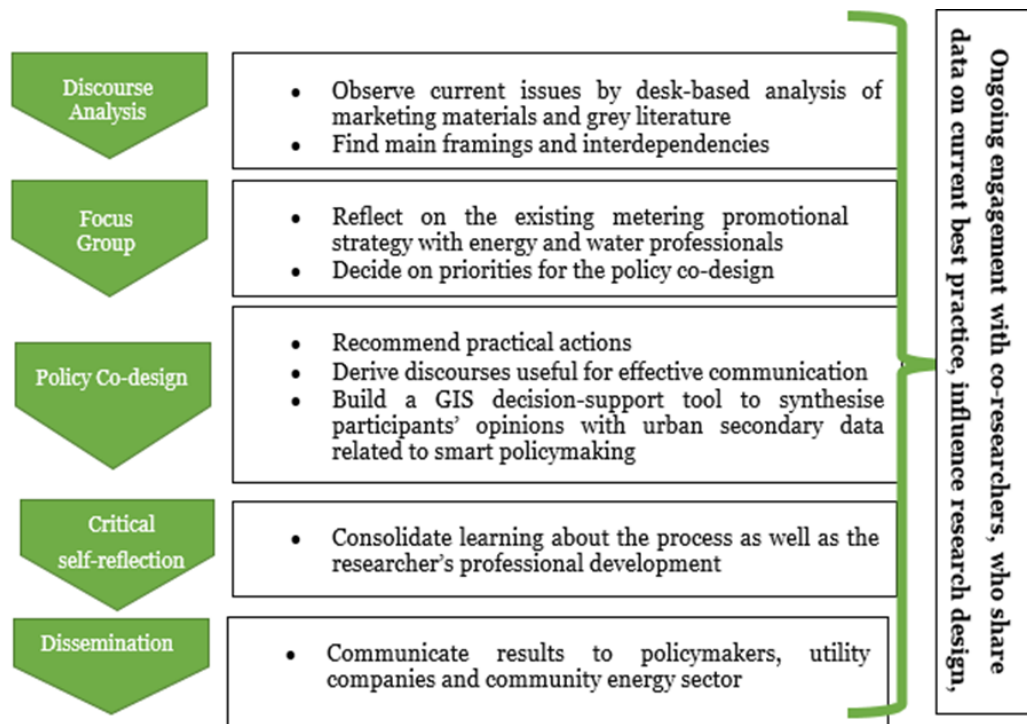 Discourse
Analysis
• Observe current issues by desk-based analysis of
marketing materials and grey literature
• Find main framings and interdependencies
Focus
Group
• Reflect on the existing metering promotional
strategy with energy and water professionals
• Decide on priorities for the policy co-design
Policy Co-design
• Recommend practical actions
• Derive discourses useful for effective communication
• Build a GIS decision-support tool to synthesise
participants’ opinions with urban secondary data
related to smart policymaking
Critical
self-reflection
• Consolidate learning about the process as well as the
researcher’s professional development
Dissemination
• Communicate results to policymakers, utility
companies and community energy sector
Ongoing engagement with co-researchers, who share
data on current best practice, influence research design,